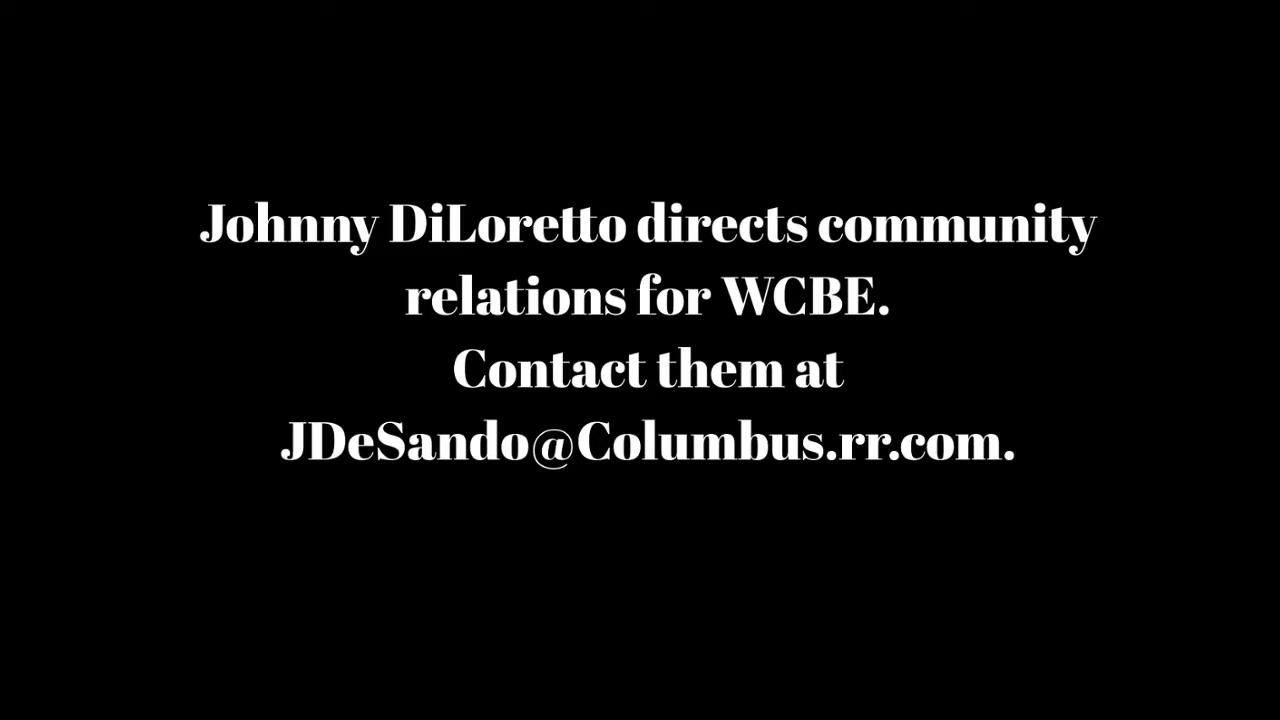 Johnny DiLoretto directs community
relations for WCBE.
Contact them at
JDeSando@Columbus.rr.com.